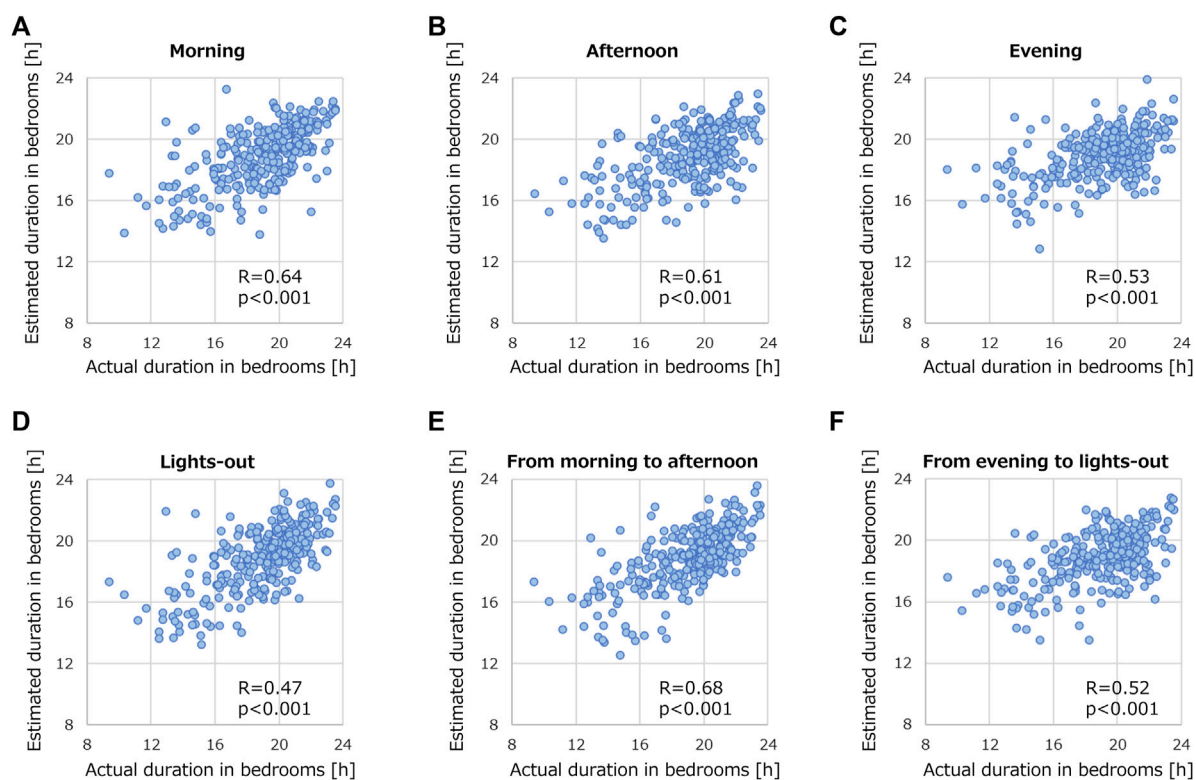 A
Morning
Estimated duration in bedrooms [h]
24
20
16
12
8
R=0.64
p<0.001
8 12 16 20 24
Actual duration in bedrooms [h]
B
Afternoon
Estimated duration in bedrooms [h]
24
20
16
12
8
R=0.61
p<0.001
8 12 16 20 24
Actual duration in bedrooms [h]
C
Evening
Estimated duration in bedrooms [h]
24
20
16
12
8
R=0.53
p<0.001
8 12 16 20 24
Actual duration in bedrooms [h]
D
Lights-out
Estimated duration in bedrooms [h]
24
20
16
12
8
R=0.47
p<0.001
8 12 16 20 24
Actual duration in bedrooms [h]
E
From morning to afternoon
Estimated duration in bedrooms [h]
24
20
16
12
8
R=0.68
p<0.001
8 12 16 20 24
Actual duration in bedrooms [h]
F
From evening to lights-out
Estimated duration in bedrooms [h]
24
20
16
12
8
R=0.52
p<0.001
8 12 16 20 24
Actual duration in bedrooms [h]